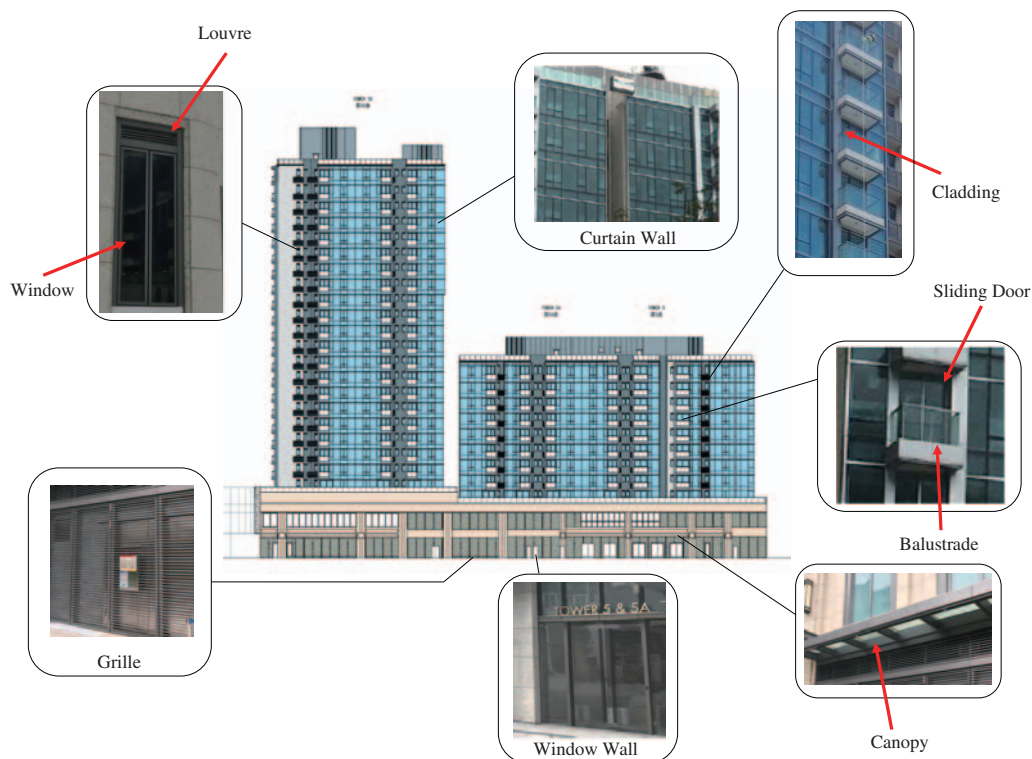 Louvre
Window
Curtain Wall
Cladding
Sliding Door
Balustrade
Grille
TOWER 5 & 5A
Window Wall
Canopy